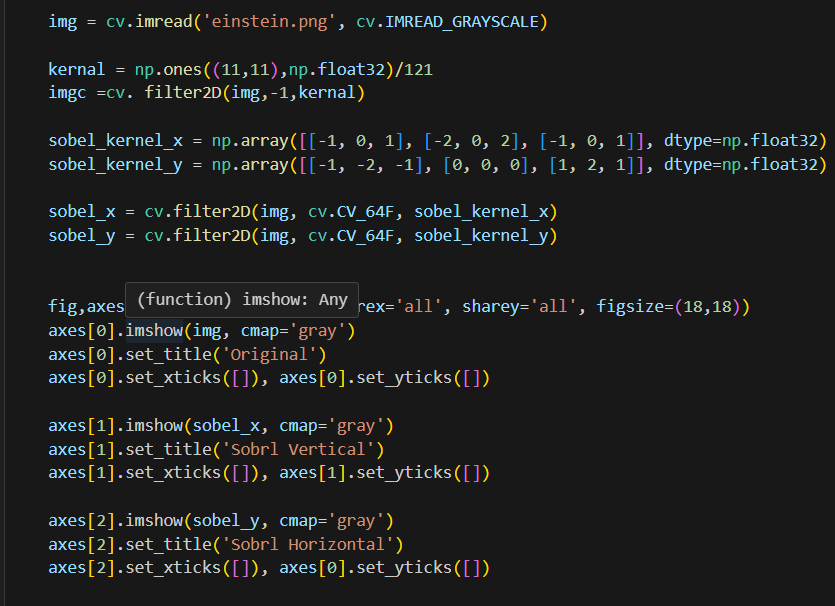 img = cv.imread('einstein.png', cv.IMREAD_GRAYSCALE)
kernal = np.ones((11,11),np.float32)/121
imgc =cv. filter2D(img,-1,kernal)
sobel_kernel_x = np.array([[-1, 0, 1], [-2, 0, 2], [-1, 0, 1]], dtype=np.float32)
sobel_kernel_y = np.array([[-1, -2, -1], [0, 0, 0], [1, 2, 1]], dtype=np.float32)
sobel_x = cv.filter2D(img, cv.CV_64F, sobel_kernel_x)
sobel_y = cv.filter2D(img, cv.CV_64F, sobel_kernel_y)
(function) imshow: Any
fig,axes rex='all', sharey='all', figsize=(18,18))
axes[0].imshow(img, cmap='gray')
axes[0].set_title('Original')
axes[0].set_xticks([]), axes[0].set_yticks([])
axes[1].imshow(sobel_x, cmap='gray')
axes[1].set_title('Sobrl Vertical')
axes[1].set_xticks([]), axes[1].set_yticks([])
axes[2].imshow(sobel_y, cmap='gray')
axes[2].set_title('Sobrl Horizontal')
axes[2].set_xticks([]), axes[0].set_yticks([])